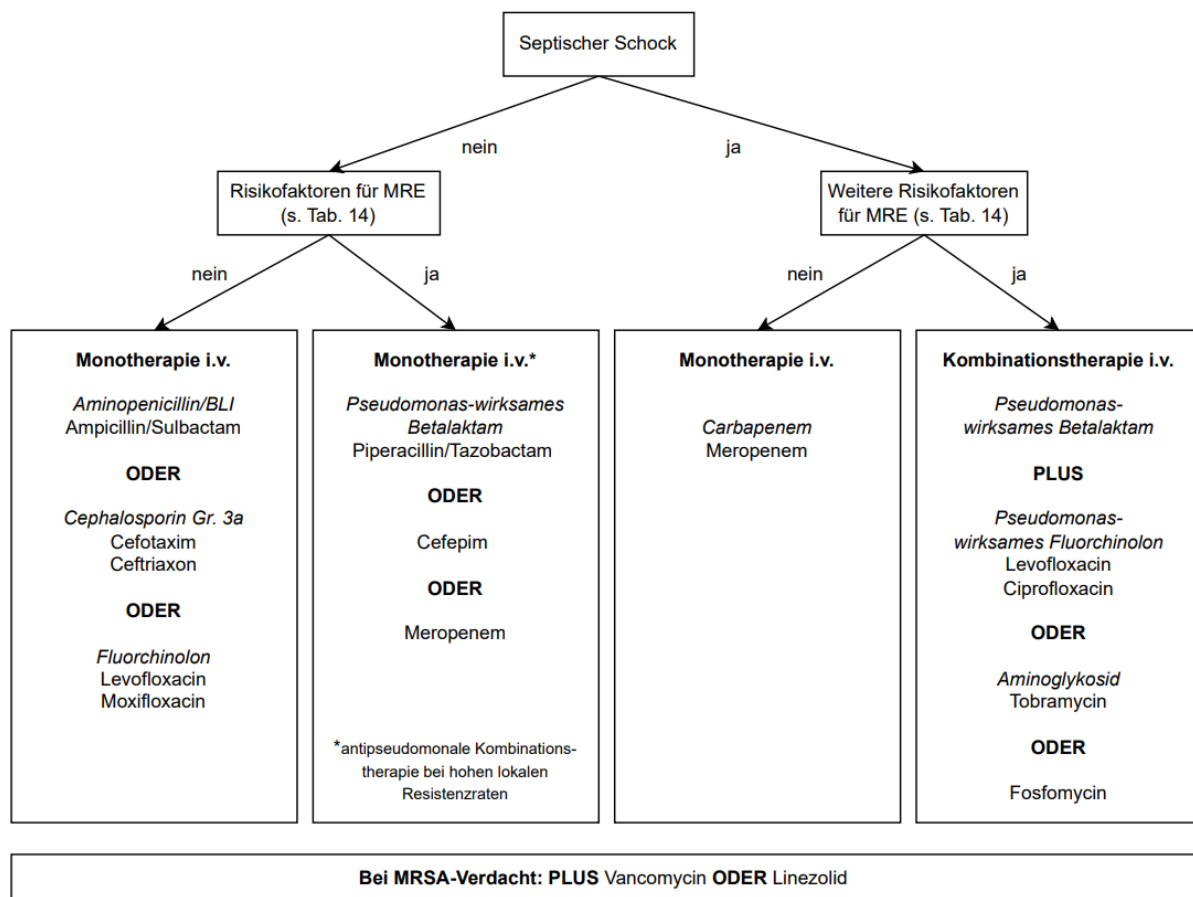 Septischer Schock
nein
ja
Risikofaktoren für MRE
(s. Tab. 14)
Weitere Risikofaktoren
für MRE (s. Tab. 14)
nein
ja
nein
ja
Monotherapie i.v.
Aminopenicillin/BLI
Ampicillin/Sulbactam
ODER
Cephalosporin Gr. 3a
Cefotaxim
Ceftriaxon
ODER
Fluorchinolon
Levofloxacin
Moxifloxacin
Monotherapie i.v.*
Pseudomonas-wirksames
Betalaktam
Piperacillin/Tazobactam
ODER
Cefepim
ODER
Meropenem
*antipseudomonale Kombinations-
therapie bei hohen lokalen
Resistenzraten
Monotherapie i.v.
Carbapenem
Meropenem
Kombinationstherapie i.v.
Pseudomonas-
wirksames Betalaktam
PLUS
Pseudomonas-
wirksames Fluorchinolon
Levofloxacin
Ciprofloxacin
ODER
Aminoglykosid
Tobramycin
ODER
Fosfomycin
Bei MRSA-Verdacht: PLUS Vancomycin ODER Linezolid